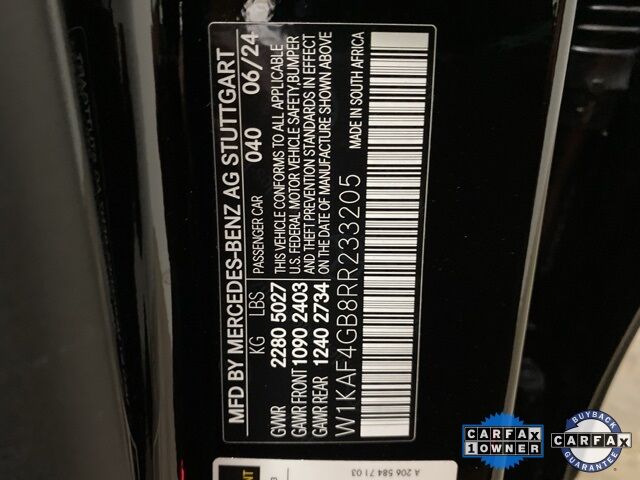 MFD BY MERCEDES-BENZ AG STUTTGART
040 06/24
KG LBS PASSENGER CAR
GVWR 2280 5027 THIS VEHICLE CONFORMS TO ALL APPLICABLE
GAWR FRONT 1090 2403 U.S. FEDERAL MOTOR VEHICLE SAFETY,BUMPER
AND THEFT PREVENTION STANDARDS IN EFFECT
GAWR REAR 1240 2734 ON THE DATE OF MANUFACTURE SHOWN ABOVE
W1KAF4GB8RR233205 MADE IN SOUTH AFRICA
A 206 584 71 03
CARFAX
1 OWNER
BUYBACK
CARFAX
GUARANTEE